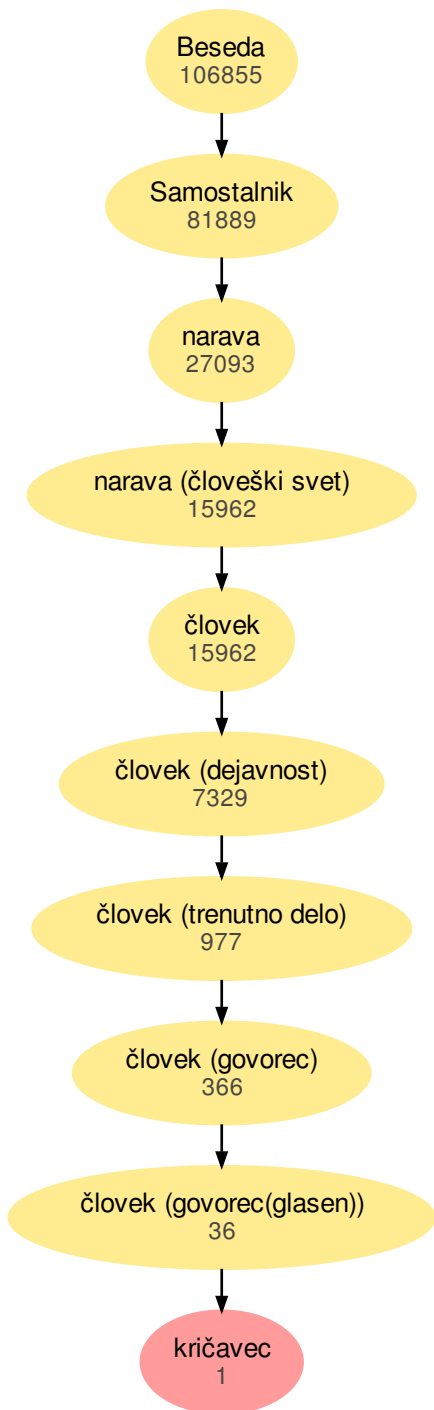 Beseda
106855
Samostalnik
81889
narava
27093
narava (človeški svet)
15962
človek
15962
človek (dejavnost)
7329
človek (trenutno delo)
977
človek (govorec)
366
človek (govorec(glasen))
36
kričavec
1